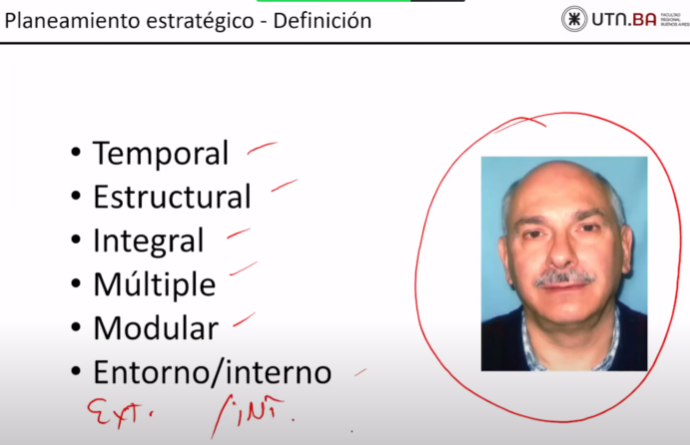 Planeamiento estratégico - Definición
UTN.BA
FACULTAD
REGIONAL
BUENOS AIRES
• Temporal
• Estructural
• Integral
• Múltiple
• Modular
• Entorno/interno
Ext. / iNT.